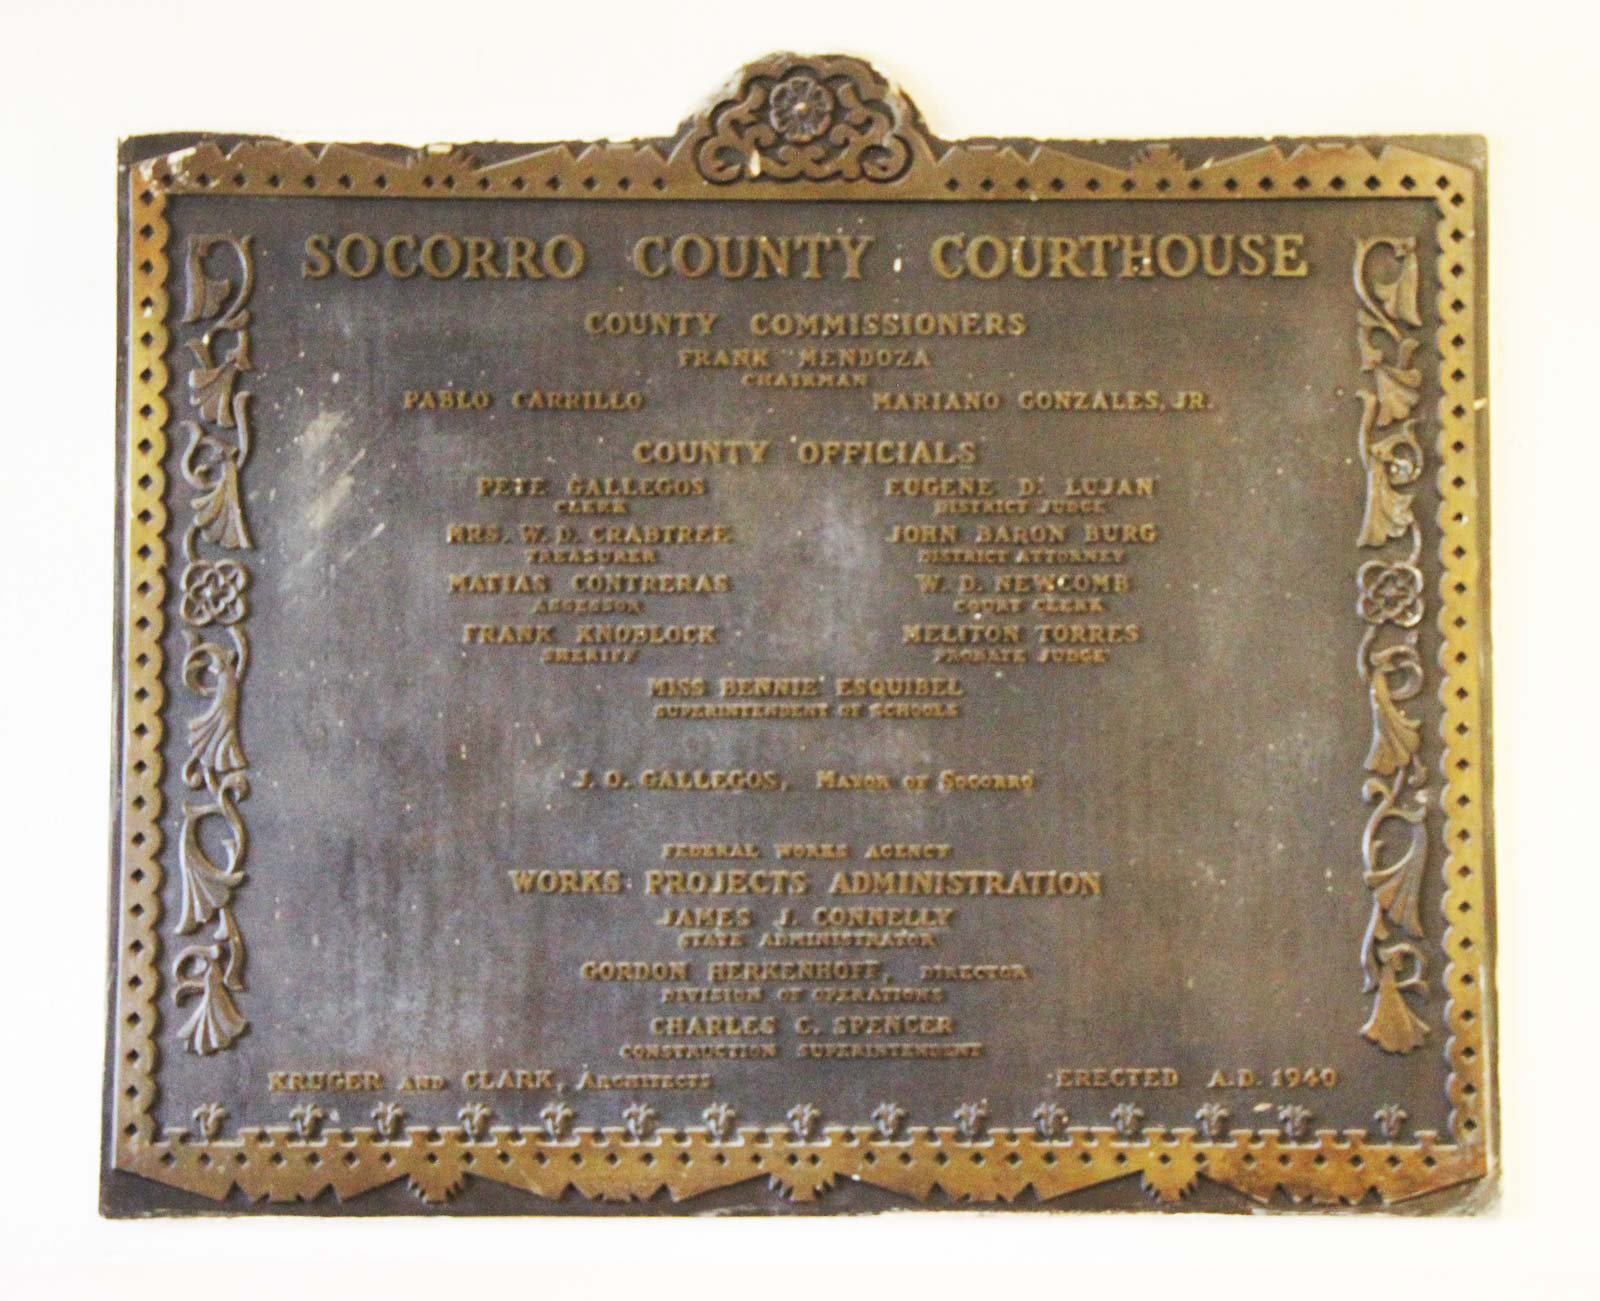 SOCORRO COUNTY COURTHOUSE
COUNTY COMMISSIONERS
FRANK MENDOZA
CHAIRMAN
PABLO CARRILLO MARIANO GONZALES, JR.
COUNTY OFFICIALS
PETE GALLEGOS EUGENE D. LUJAN
CLERK DISTRICT JUDGE
MRS. W. D. CRABTREE JOHN BARON BURG
TREASURER DISTRICT ATTORNEY
MATIAS CONTRERAS W. D. NEWCOMB
ASSESSOR COURT CLERK
FRANK KNOBLOCK MELITON TORRES
SHERIFF PROBATE JUDGE
MISS BENNIE ESQUIBEL
SUPERINTENDENT OF SCHOOLS
J. O. GALLEGOS, MAYOR OF SOCORRO
FEDERAL WORKS AGENCY
WORKS PROJECTS ADMINISTRATION
JAMES J. CONNELLY
STATE ADMINISTRATOR
GORDON HERKENHOFF, DIRECTOR
DIVISION OF OPERATIONS
CHARLES C. SPENCER
CONSTRUCTION SUPERINTENDENT
KRUGER AND CLARK, ARCHITECTS ERECTED A.D. 1940